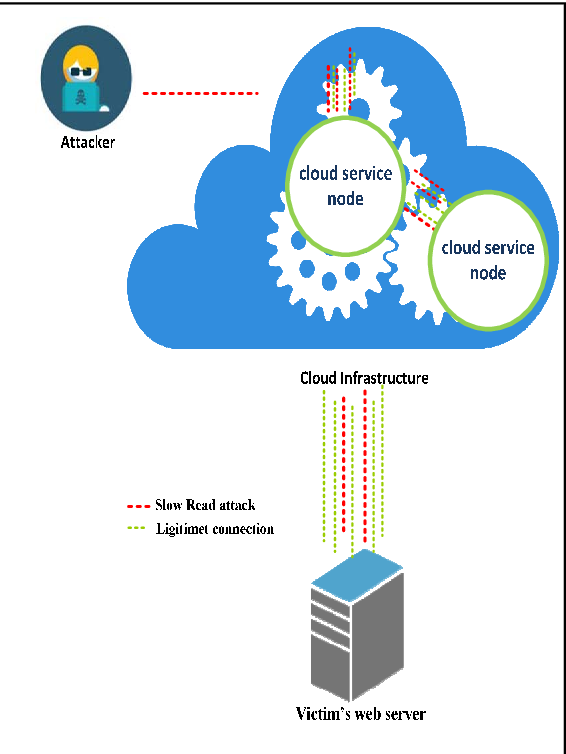 Attacker
cloud service
node
cloud service
node
Cloud Infrastructure
Slow Read attack
Ligitimet connection
Victim's web server